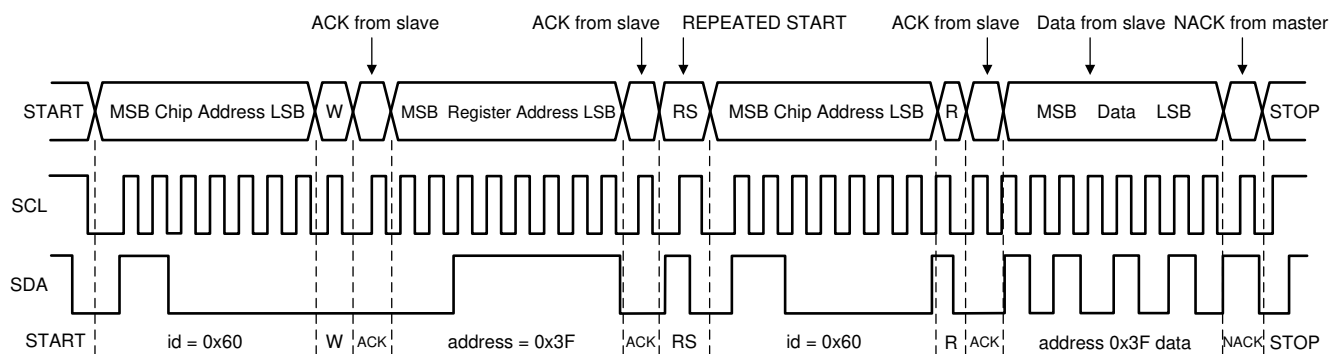 ACK from slave ACK from slave REPEATED START ACK from slave Data from slave NACK from master
START MSB Chip Address LSB W MSB Register Address LSB RS MSB Chip Address LSB R MSB Data LSB STOP
SCL
SDA
START id = 0x60 W ACK address = 0x3F ACK RS id = 0x60 R ACK address 0x3F data NACK STOP